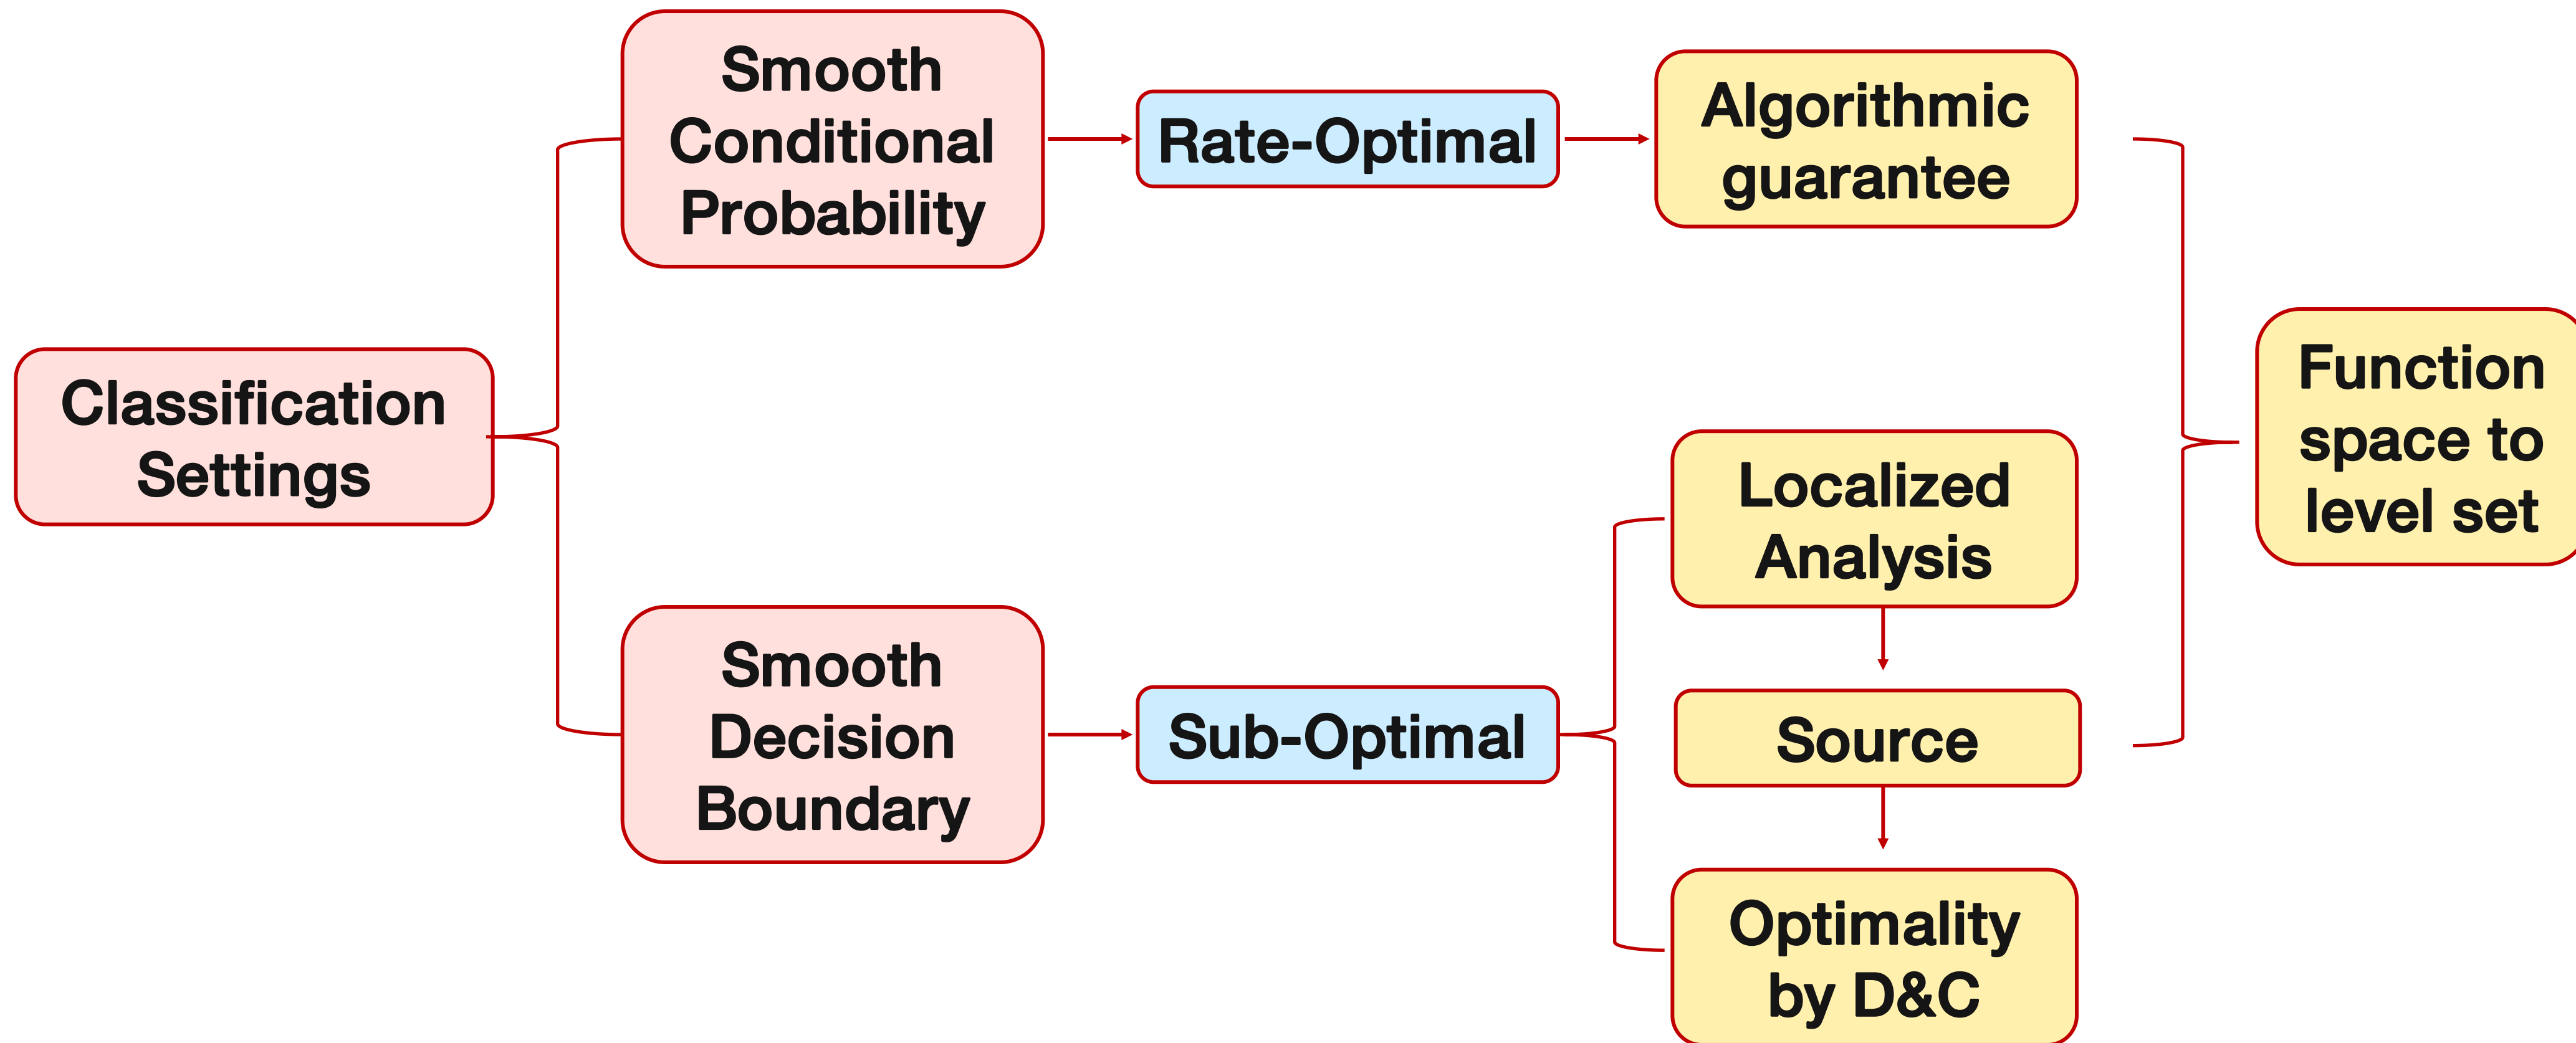 Classification
Settings
Smooth
Conditional
Probability
Rate-Optimal
Algorithmic
guarantee
Smooth
Decision
Boundary
Sub-Optimal
Localized
Analysis
Source
Optimality
by D&C
Function
space to
level set